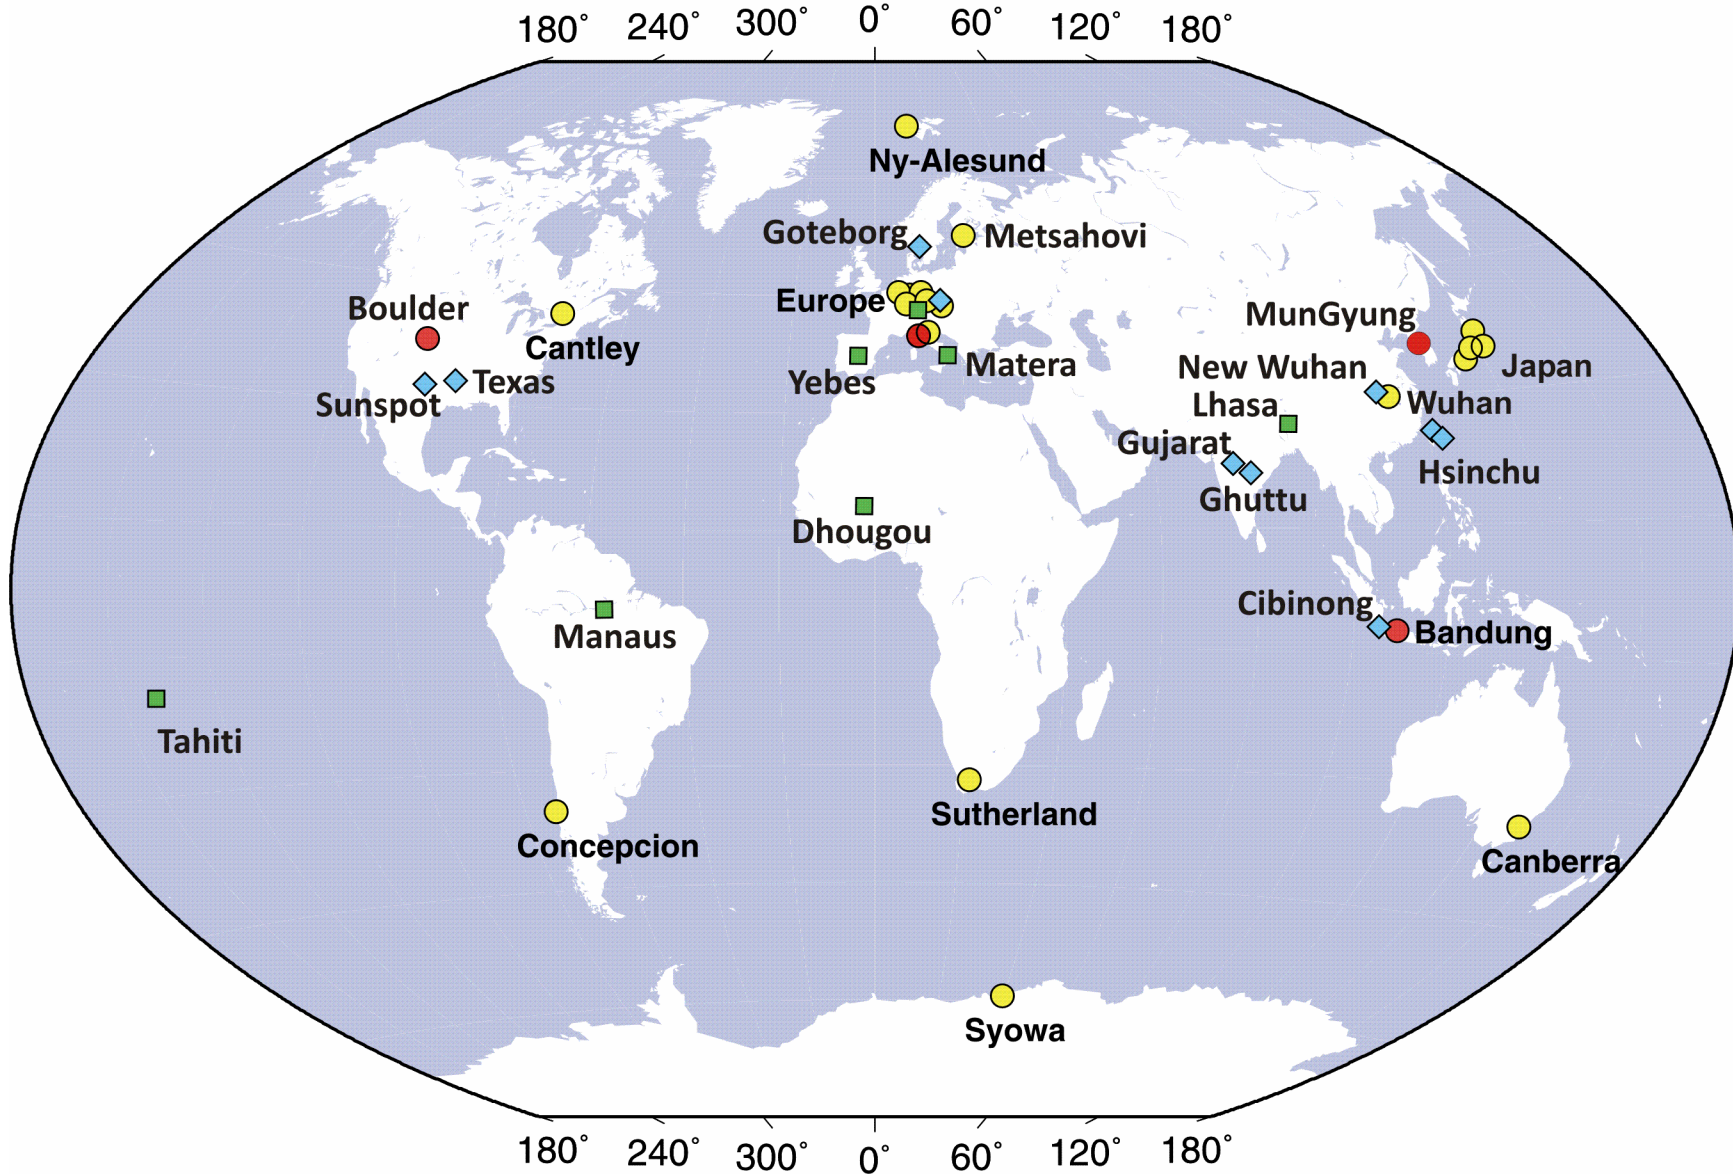 180° 240° 300° 0° 60° 120° 180°
Ny-Alesund
Goteborg
Metsahovi
Europe
Boulder
MunGyung
Cantley
Japan
New Wuhan
Matera
Yebes
Texas
Sunspot
Lhasa
Wuhan
Gujarat
Hsinchu
Ghuttu
Dhougou
Cibinong
Bandung
Manaus
Tahiti
Sutherland
Concepcion
Canberra
Syowa
180° 240° 300° 0° 60° 120° 180°